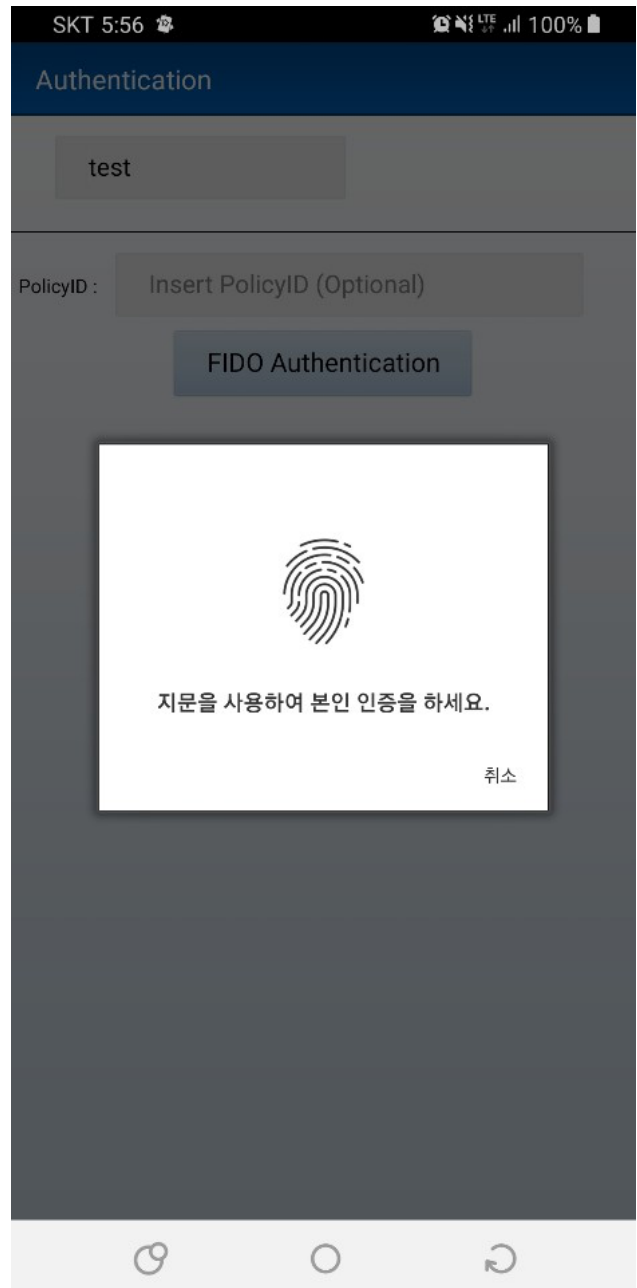 SKT 5:56 LTE 100%
Authentication
test
PolicyID : Insert PolicyID (Optional)
FIDO Authentication
지문을 사용하여 본인 인증을 하세요.
취소